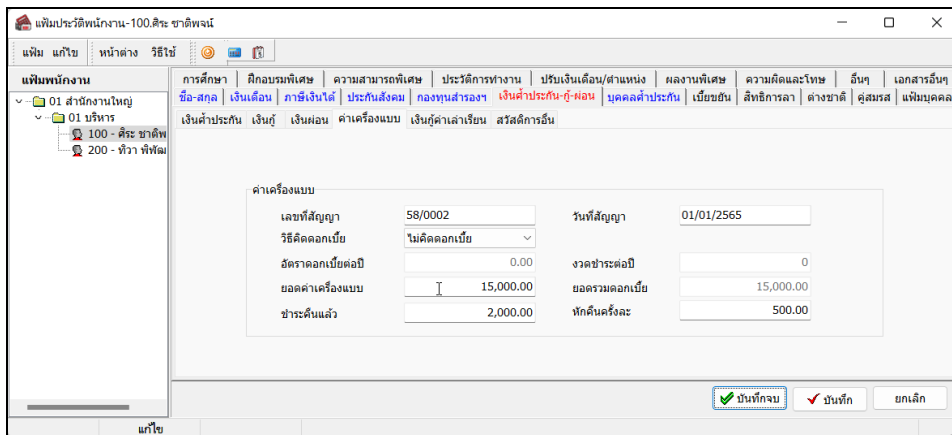 แฟ้มประวัติพนักงาน-100.ศิระ ชาติพจน์
แฟ้ม แก้ไข หน้าต่าง วิธีใช้
แฟ้มพนักงาน
01 สำนักงานใหญ่
01 บริหาร
100 - ศิระ ชาติพ
200 - ทิวา พิพัฒ
การศึกษา ฝึกอบรมพิเศษ ความสามารถพิเศษ ประวัติการทำงาน ปรับเงินเดือน/ตำแหน่ง ผลงานพิเศษ ความผิดและโทษ อื่นๆ เอกสารอื่นๆ
ชื่อ-สกุล เงินเดือน ภาษีเงินได้ ประกันสังคม กองทุนสำรองฯ เงินค้ำประกัน-กู้-ผ่อน บุคคลค้ำประกัน เบี้ยขยัน สิทธิการลา ต่างชาติ คู่สมรส แฟ้มบุคคล
เงินค้ำประกัน เงินกู้ เงินผ่อน ค่าเครื่องแบบ เงินกู้ค่าเล่าเรียน สวัสดิการอื่น
ค่าเครื่องแบบ
เลขที่สัญญา 58/0002 วันที่สัญญา 01/01/2565
วิธีคิดดอกเบี้ย ไม่คิดดอกเบี้ย
อัตราดอกเบี้ยต่อปี 0.00 งวดชำระต่อปี 0
ยอดค่าเครื่องแบบ 15,000.00 ยอดรวมดอกเบี้ย 15,000.00
ชำระคืนแล้ว 2,000.00 หักคืนครั้งละ 500.00
บันทึกจบ บันทึก ยกเลิก
แก้ไข